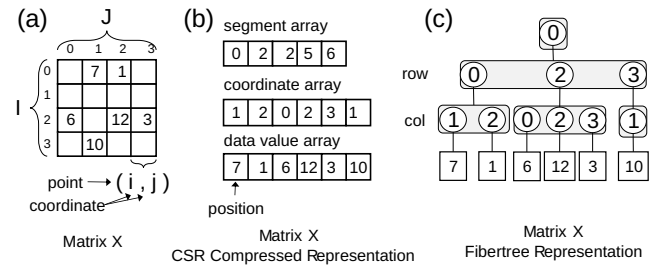 (a)
J
0 1 2 3
I
0 7 1
1
2 6 12 3
3 10
point ( i , j )
coordinate
Matrix X
(b)
segment array
0 2 2 5 6
coordinate array
1 2 0 2 3 1
data value array
7 1 6 12 3 10
position
Matrix X
CSR Compressed Representation
(c)
0
row 0 2 3
col 1 2 0 2 3 1
7 1 6 12 3 10
Matrix X
Fibertree Representation